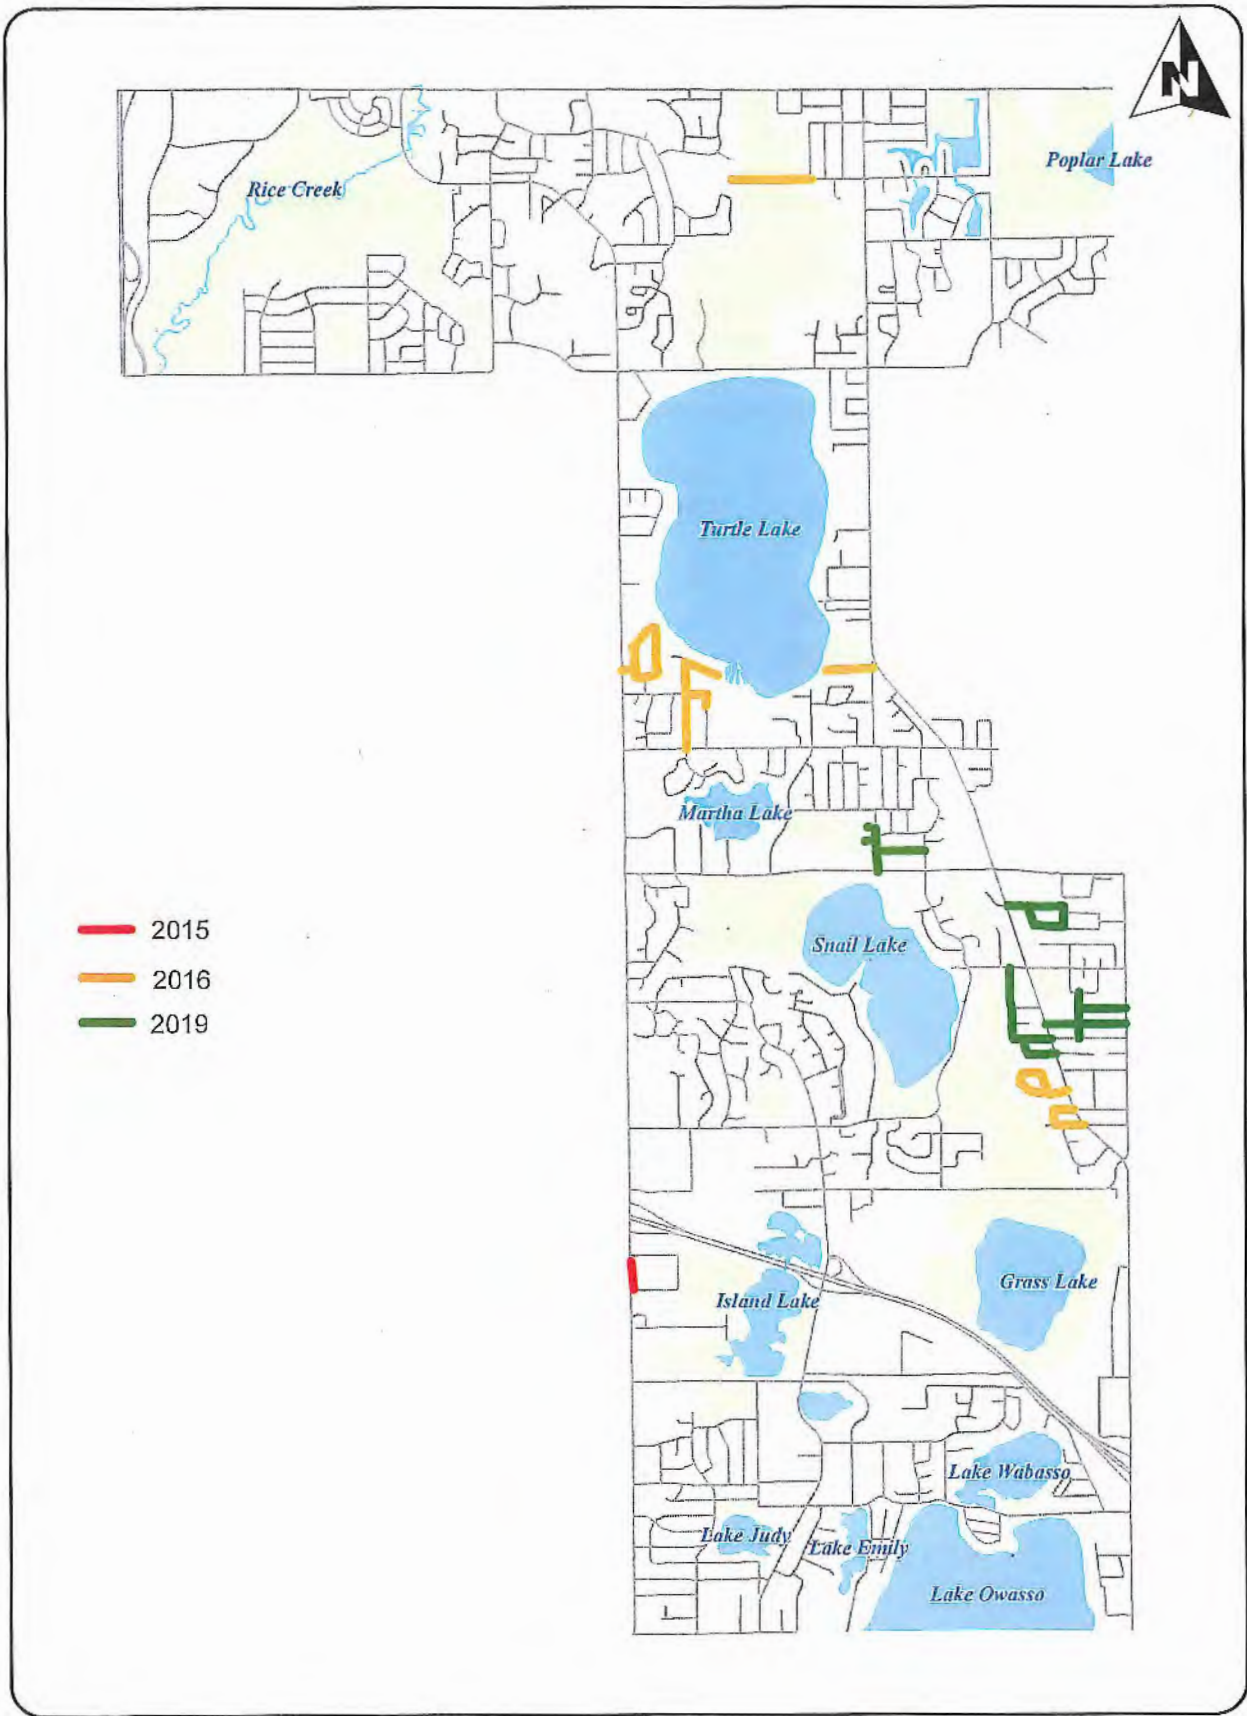 N
Poplar Lake
Rice Creek
Turtle Lake
Martha Lake
2015
Snail Lake
2016
2019
Grass Lake
Island Lake
Lake Wabasso
Lake Judy
Lake Emily
Lake Owasso